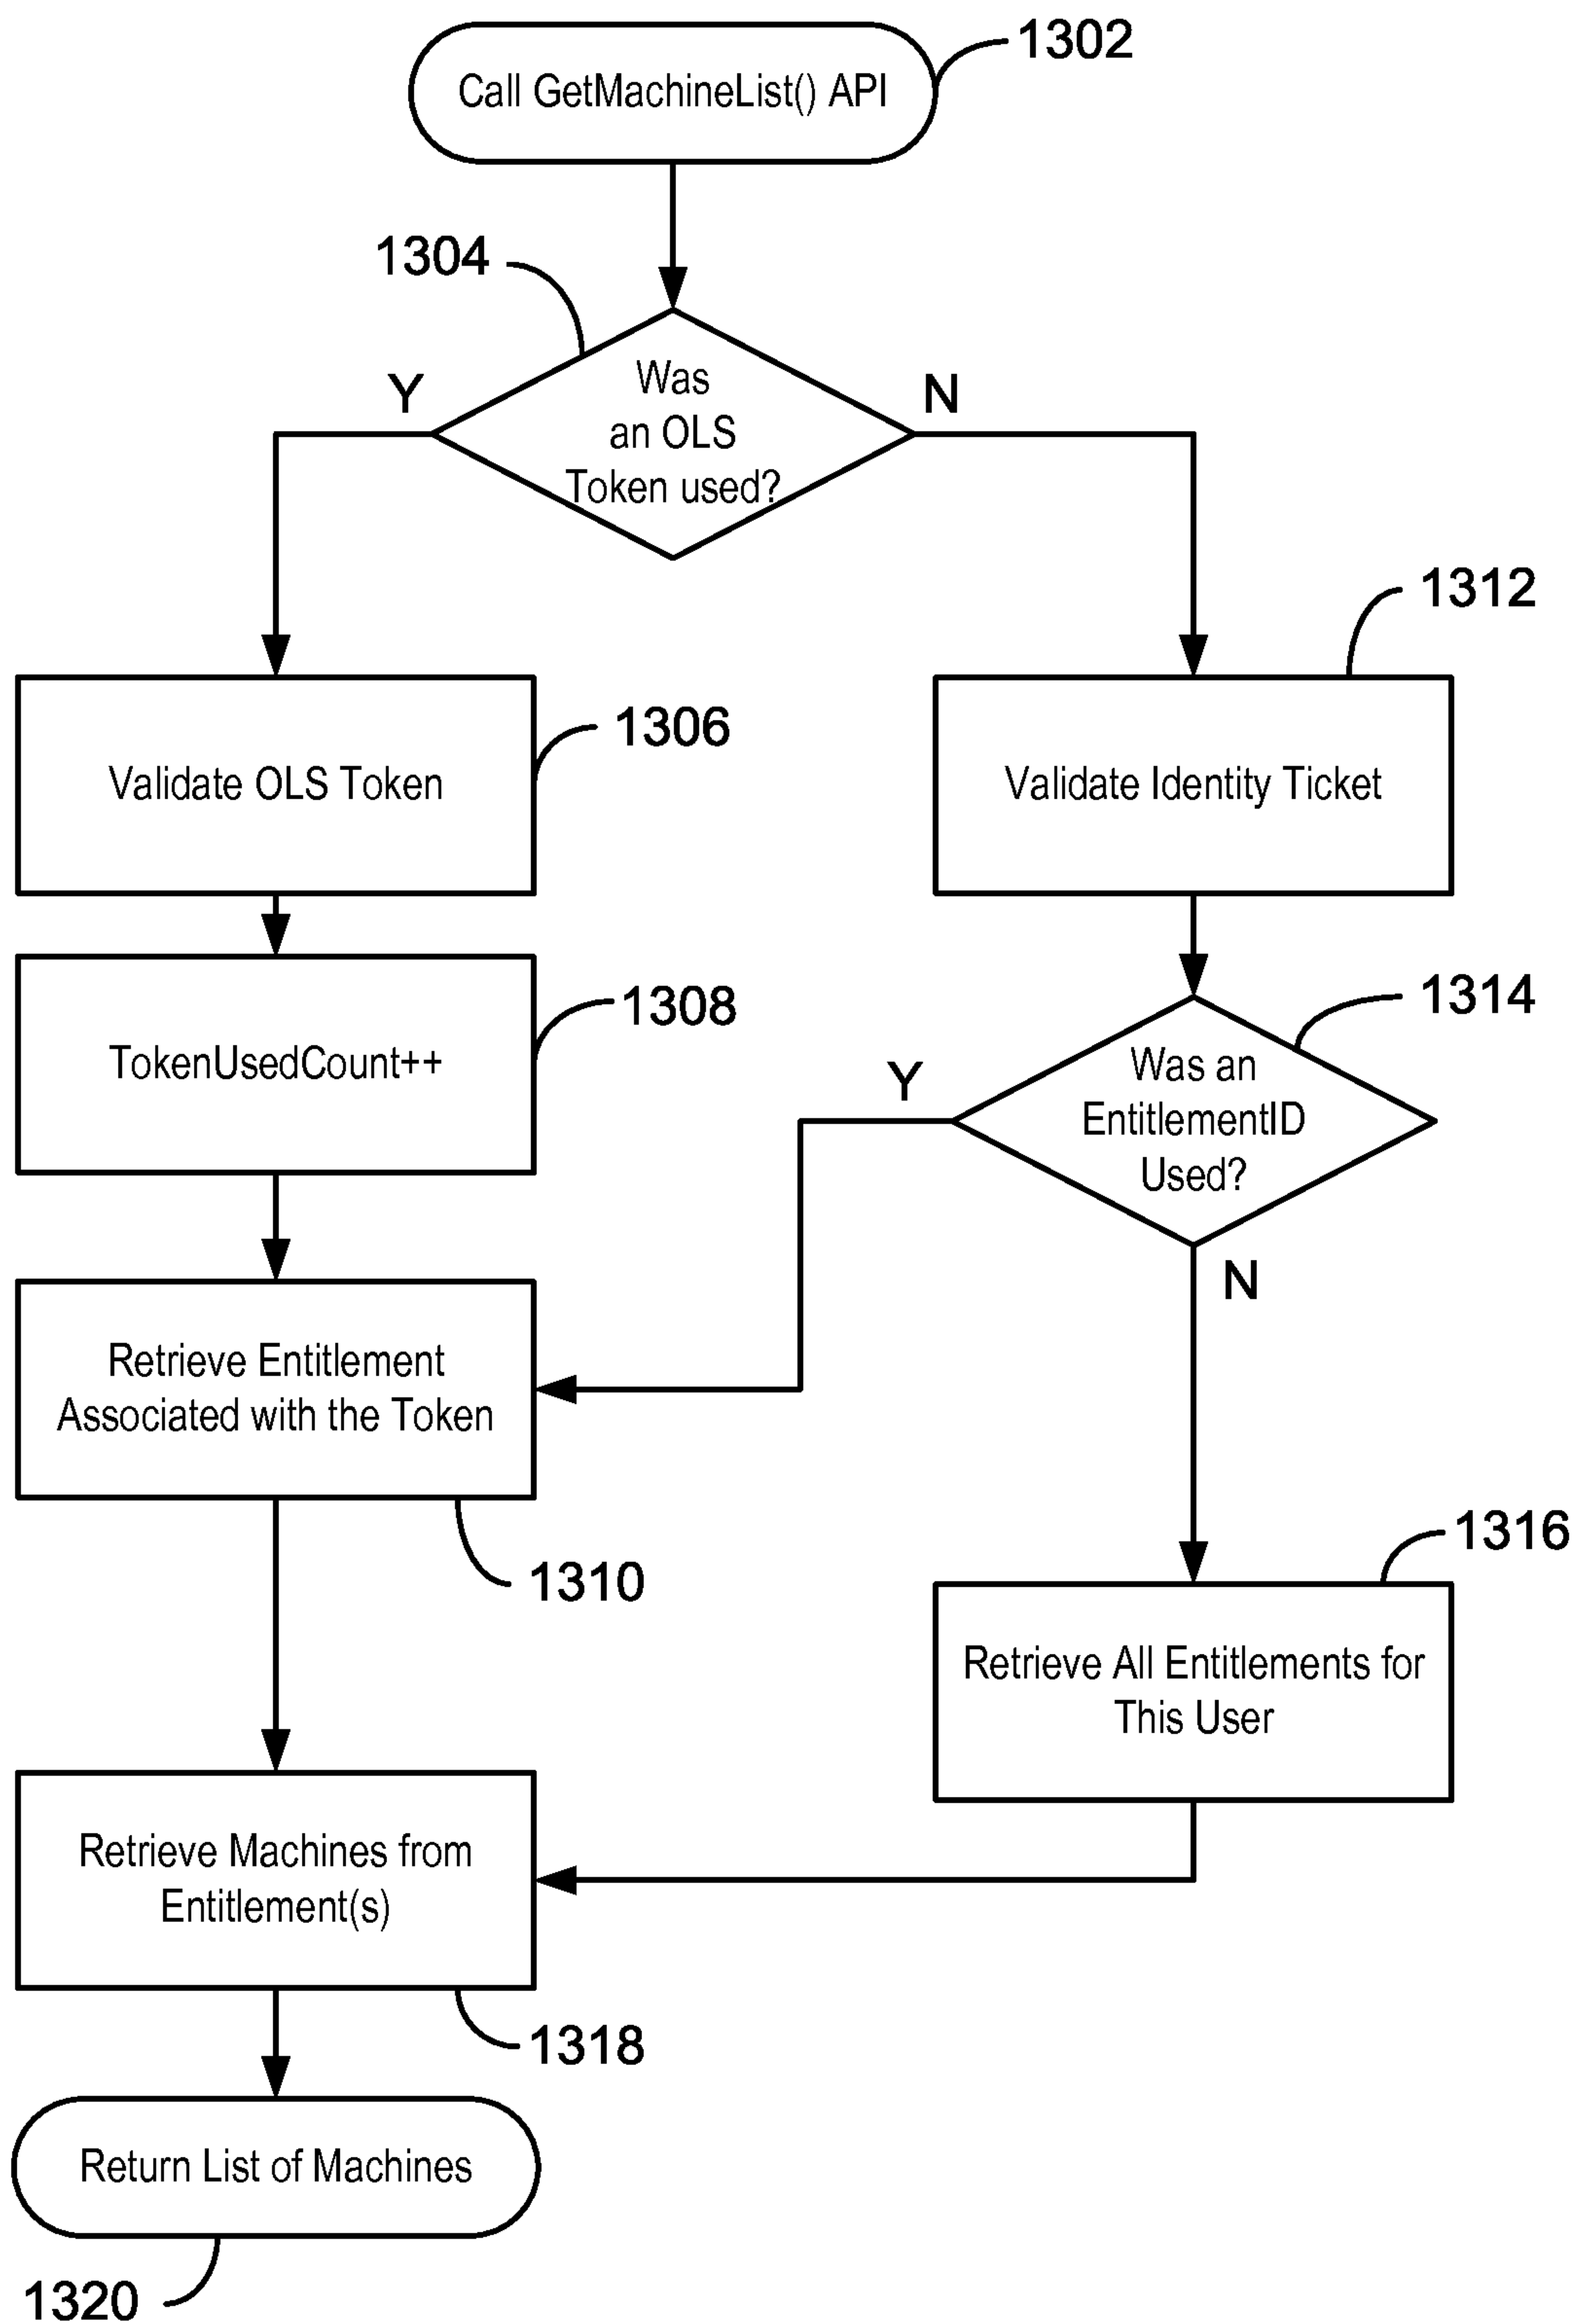 Call GetMachineList() API
1302
1304
Y
Was
an OLS
Token used?
N
1312
Validate OLS Token
1306
Validate Identity Ticket
TokenUsedCount++
1308
1314
Y
Was an
EntitlementID
Used?
N
Retrieve Entitlement
Associated with the Token
1310
1316
Retrieve All Entitlements for
This User
Retrieve Machines from
Entitlement(s)
1318
Return List of Machines
1320